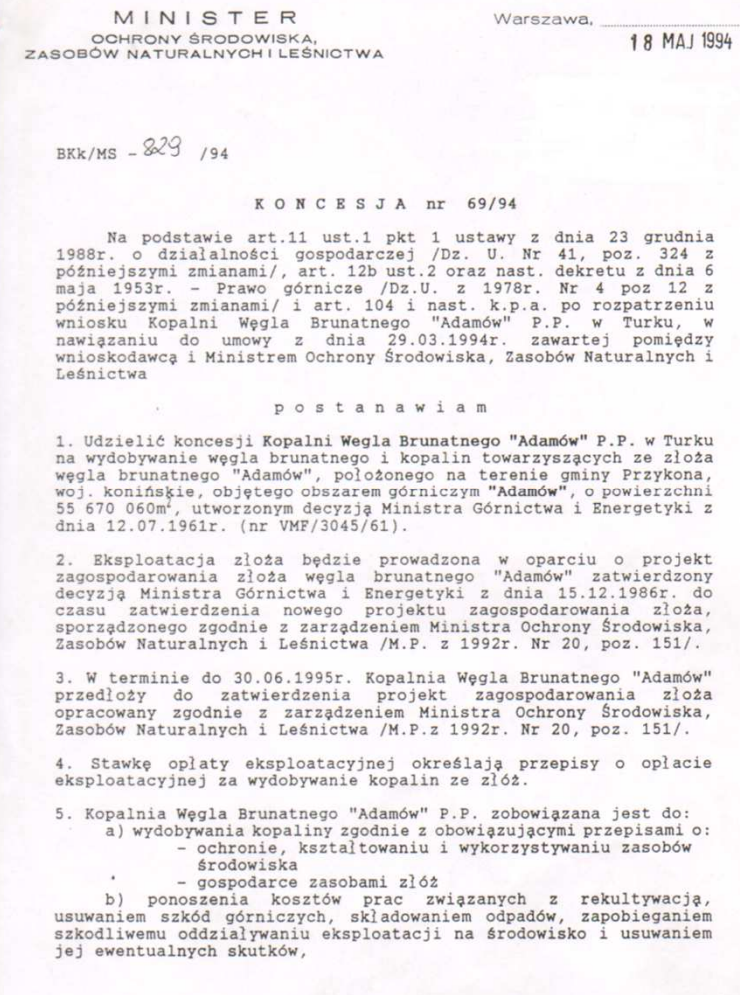 MINISTER
OCHRONY ŚRODOWISKA,
ZASOBÓW NATURALNYCH I LEŚNICTWA
Warszawa,
18 MAJ 1994
BKk/MS - 829 /94
K O N C E S J A nr 69/94
Na podstawie art.11 ust.1 pkt 1 ustawy z dnia 23 grudnia
1988r. o działalności gospodarczej /Dz. U. Nr 41, poz. 324 z
późniejszymi zmianami/, art. 12b ust.2 oraz nast. dekretu z dnia 6
maja 1953r. - Prawo górnicze /Dz.U. z 1978r. Nr 4 poz 12 z
późniejszymi zmianami/ i art. 104 i nast. k.p.a. po rozpatrzeniu
wniosku Kopalni Węgla Brunatnego "Adamów" P.P. w Turku, w
nawiązaniu do umowy z dnia 29.03.1994r. zawartej pomiędzy
wnioskodawcą i Ministrem Ochrony Środowiska, Zasobów Naturalnych i
Leśnictwa
p o s t a n a w i a m
1. Udzielić koncesji Kopalni Wegla Brunatnego "Adamów" P.P. w Turku
na wydobywanie węgla brunatnego i kopalin towarzyszących ze złoża
węgla brunatnego "Adamów", położonego na terenie gminy Przykona,
woj. konińskie, objętego obszarem górniczym "Adamów", o powierzchni
55 670 060m², utworzonym decyzją Ministra Górnictwa i Energetyki z
dnia 12.07.1961r. (nr VMF/3045/61).
2. Eksploatacja złoża będzie prowadzona w oparciu o projekt
zagospodarowania złoża węgla brunatnego "Adamów" zatwierdzony
decyzją Ministra Górnictwa i Energetyki z dnia 15.12.1986r. do
czasu zatwierdzenia nowego projektu zagospodarowania złoża,
sporządzonego zgodnie z zarządzeniem Ministra Ochrony Środowiska,
Zasobów Naturalnych i Leśnictwa /M.P. z 1992r. Nr 20, poz. 151/.
3. W terminie do 30.06.1995r. Kopalnia Węgla Brunatnego "Adamów"
przedłoży do zatwierdzenia projekt zagospodarowania złoża
opracowany zgodnie z zarządzeniem Ministra Ochrony Środowiska,
Zasobów Naturalnych i Leśnictwa /M.P.z 1992r. Nr 20, poz. 151/.
4. Stawkę opłaty eksploatacyjnej określają przepisy o opłacie
eksploatacyjnej za wydobywanie kopalin ze złóż.
5. Kopalnia Węgla Brunatnego "Adamów" P.P. zobowiązana jest do:
a) wydobywania kopaliny zgodnie z obowiązującymi przepisami o:
- ochronie, kształtowaniu i wykorzystywaniu zasobów
środowiska
- gospodarce zasobami złóż
b) ponoszenia kosztów prac związanych z rekultywacją,
usuwaniem szkód górniczych, składowaniem odpadów, zapobieganiem
szkodliwemu oddziaływaniu eksploatacji na środowisko i usuwaniem
jej ewentualnych skutków,